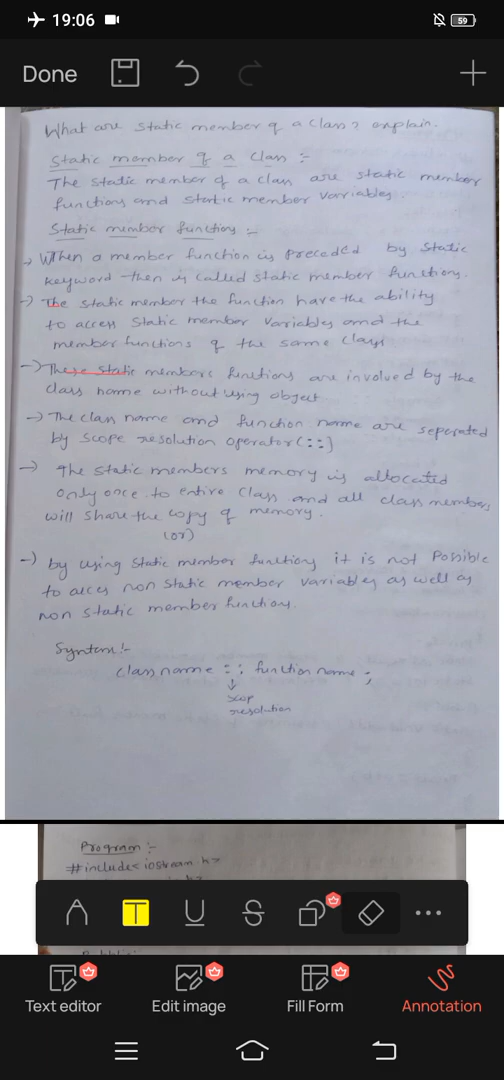 19:06
59
Done
What are static member of a class? explain.
Static member of a class :-
The static member of a class are static member
functions and static member variables.
Static member functions :-
→ When a member function is preceded by static
keyword then is called static member functions.
→ The static member the function have the ability
to access static member variables and the
member functions of the same class
→ These static members functions are involved by the
class name without using object
→ The class name and function name are seperated
by scope resolution operator (::)
→ The static members memory is allocated
only once to entire class and all class members
will share the copy of memory.
(or)
→ by using static member functions it is not possible
to acces non static member variables as well as
non static member functions.
Syntem :-
class name :: function name ;
↓
scop
resolution
Program :-
#include<iostream.h>
T
U
S
Text editor
Edit image
Fill Form
Annotation